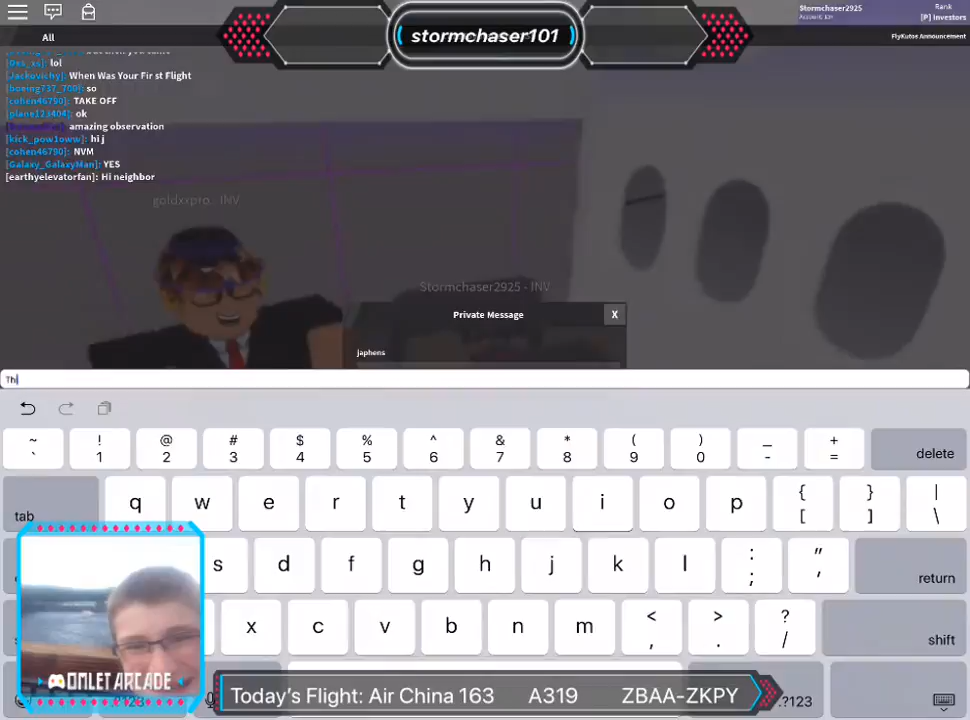 Stormchaser2925
Rank
[P] Investors
stormchaser101
All
FlyKutos Announcement
lol
[Jackovichy]: When Was Your Fir st Flight
[boeing737_700]: so
[cohen46790]: TAKE OFF
[plane123404]: ok
amazing observation
[kick_pow1oww]: hi j
[cohen46790]: NVM
[Galaxy_GalaxyMan]: YES
[earthyelevatorfan]: Hi neighbor
goldxxpro - INV
Stormchaser2925 - INV
Private Message
X
japhens
Thi
~ ! @ # $ % ^ & * ( ) _ +
` 1 2 3 4 5 6 7 8 9 0 - = delete
tab q w e r t y u i o p { [ } ] | \
s d f g h j k l : ; " ' return
x c v b n m < , > . ? / shift
.?123
OMLET ARCADE
Today's Flight: Air China 163 A319 ZBAA-ZKPY